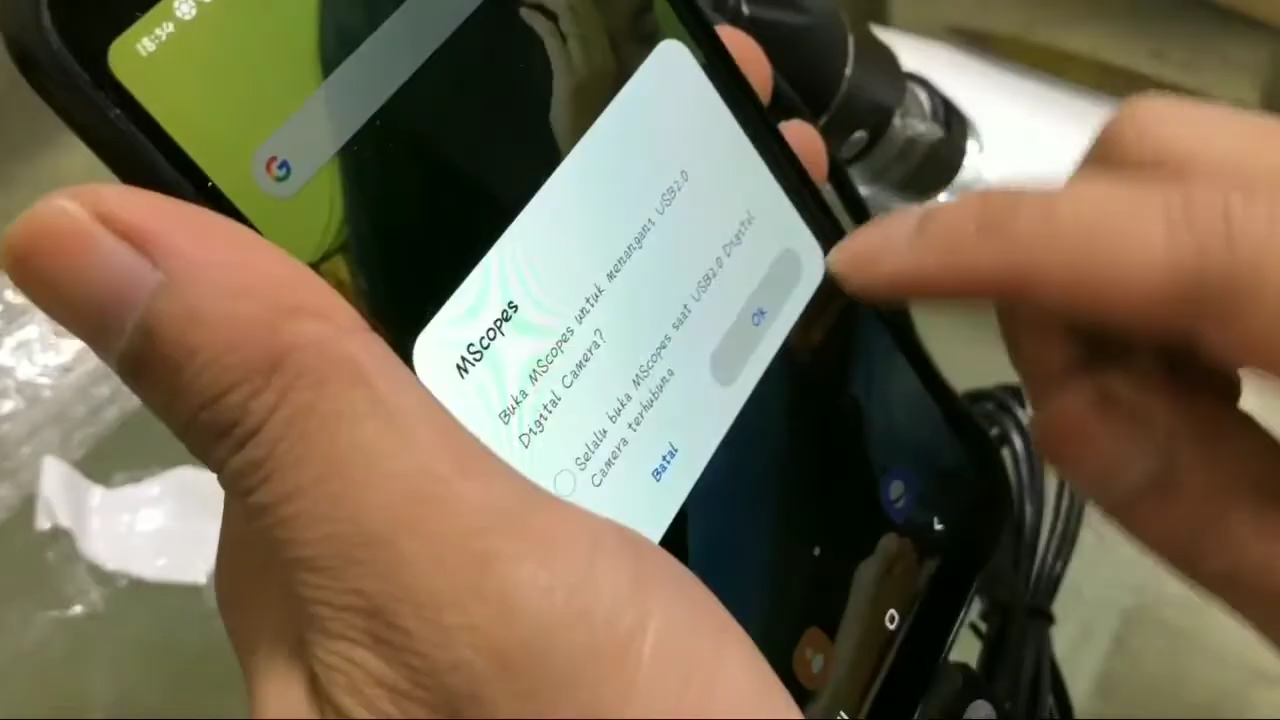 18:34
G
MScopes
Buka MScopes untuk menangani USB2.0
Digital Camera?
Selalu buka MScopes saat USB2.0 Digital
Camera terhubung
Batal
Ok